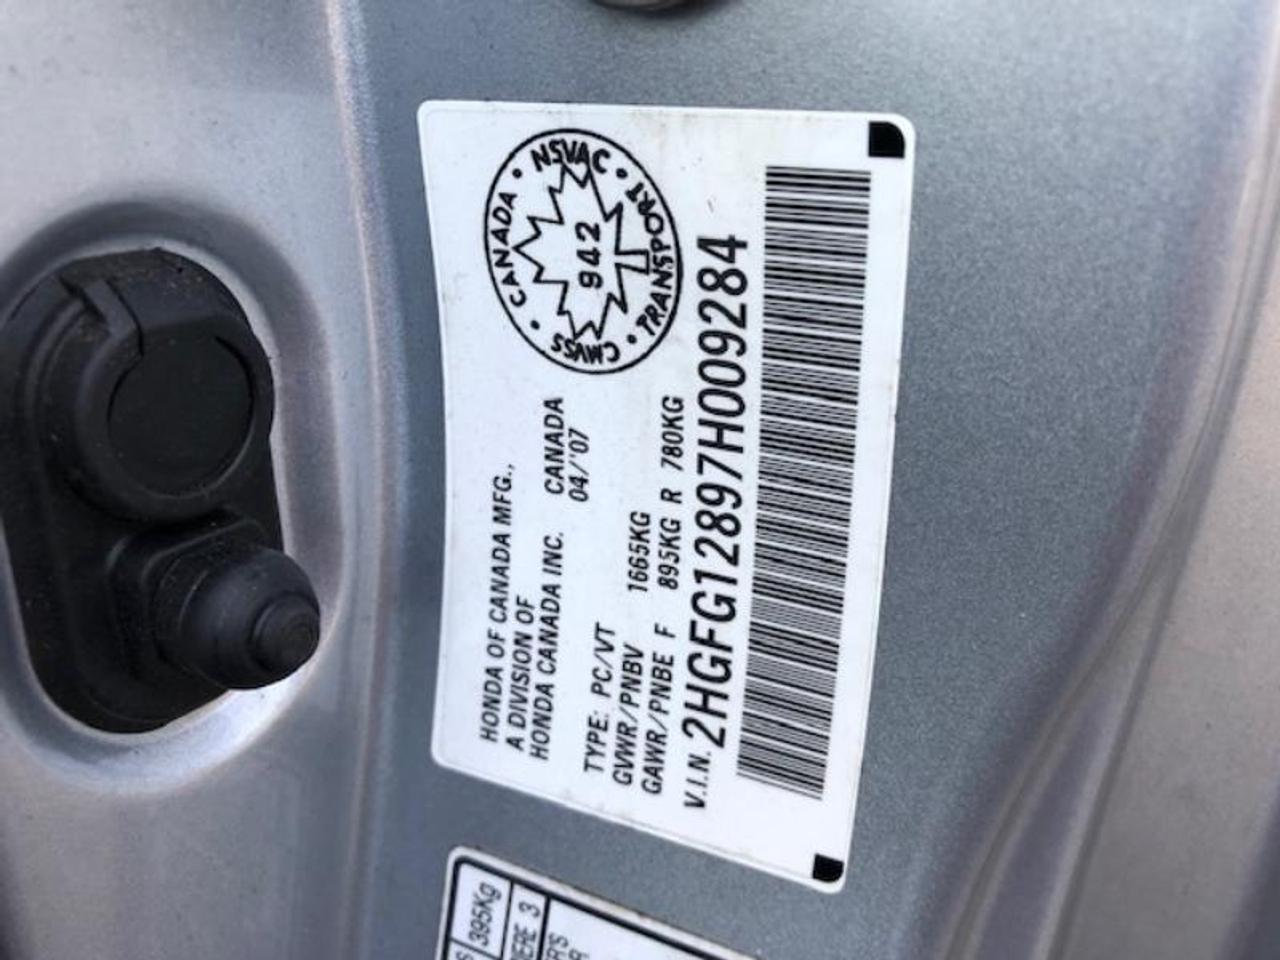 HONDA OF CANADA MFG.,
A DIVISION OF
HONDA CANADA INC. CANADA
04/'07
TYPE: PC/VT
GVWR/PNBV 1665KG
GAWR/PNBE F 895KG R 780KG
V.I.N. 2HGFG12897H009284
CANADA · NSVAC · TRANSPORT · CMVSS ·
942
395Kg